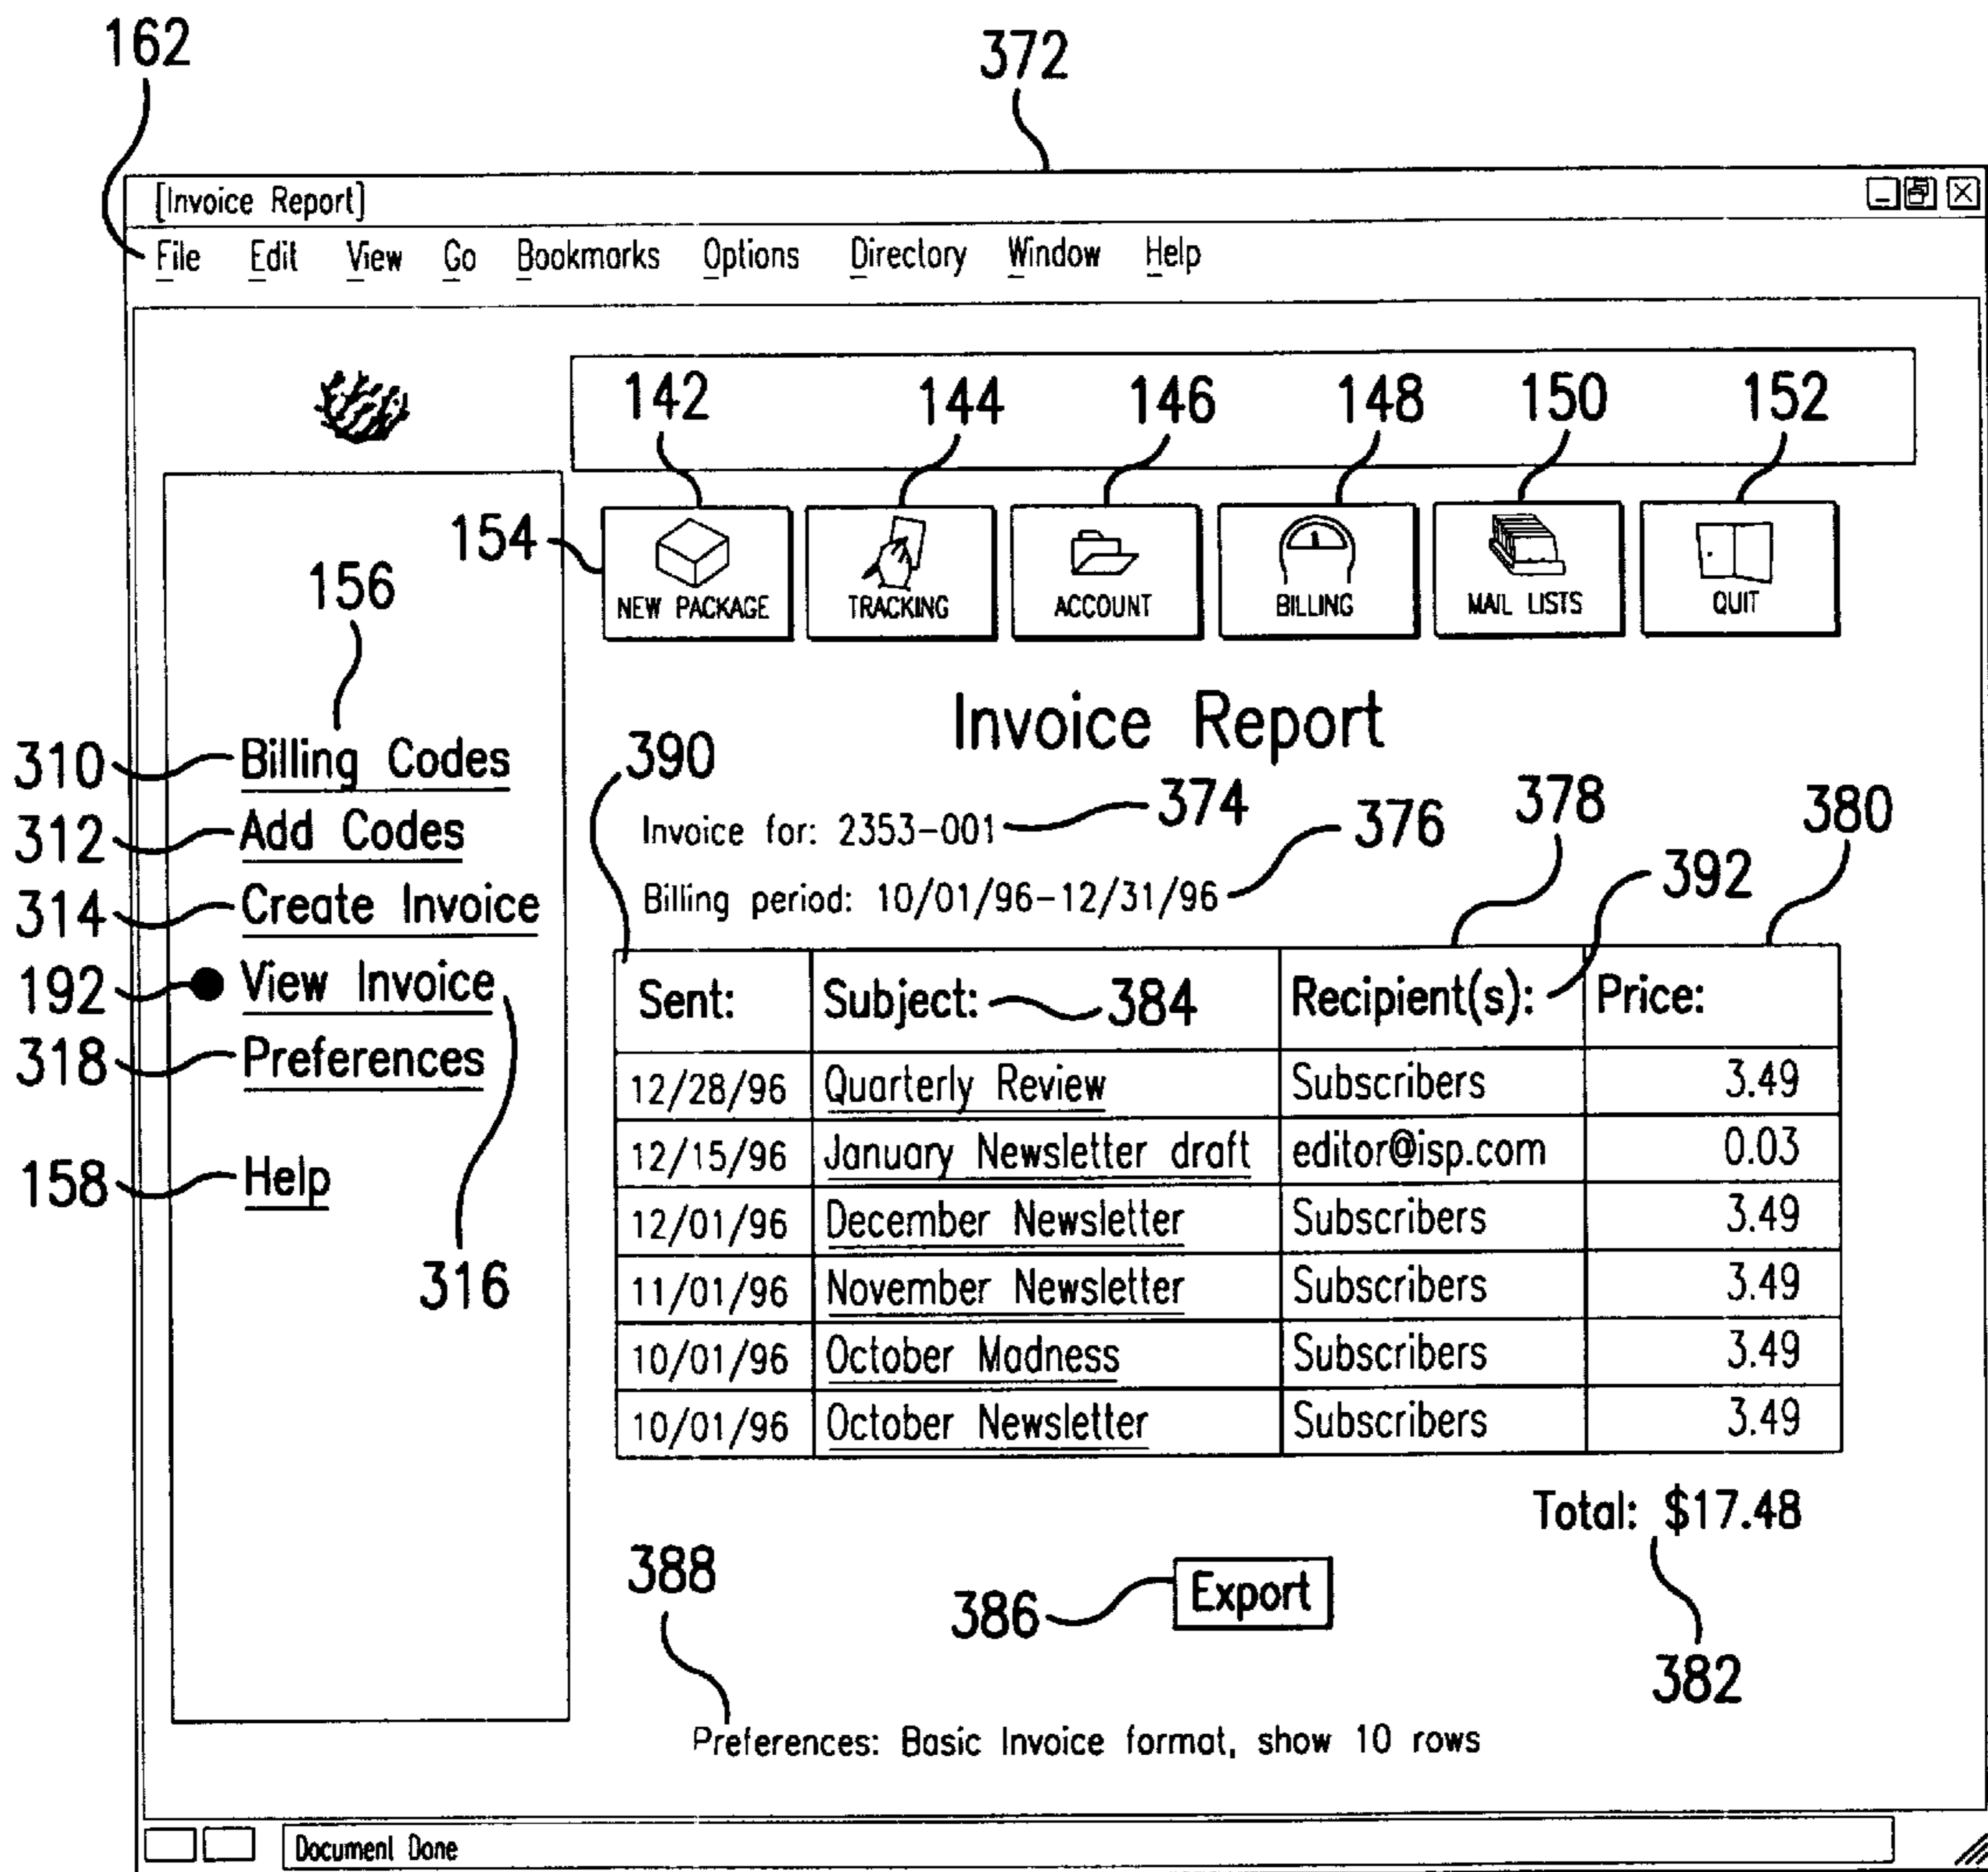 162 372
[Invoice Report]
File Edit View Go Bookmarks Options Directory Window Help
142 144 146 148 150 152
154
NEW PACKAGE TRACKING ACCOUNT BILLING MAIL LISTS QUIT
156
310 Billing Codes
312 Add Codes
314 Create Invoice
192 View Invoice
318 Preferences
158 Help
316
Invoice Report
390
Invoice for: 2353-001 374 378 380
Billing period: 10/01/96-12/31/96 376 392
Sent: Subject: 384 Recipient(s): Price:
12/28/96 Quarterly Review Subscribers 3.49
12/15/96 January Newsletter draft editor@isp.com 0.03
12/01/96 December Newsletter Subscribers 3.49
11/01/96 November Newsletter Subscribers 3.49
10/01/96 October Madness Subscribers 3.49
10/01/96 October Newsletter Subscribers 3.49
Total: $17.48
388 386 Export 382
Preferences: Basic Invoice format, show 10 rows
Document Done